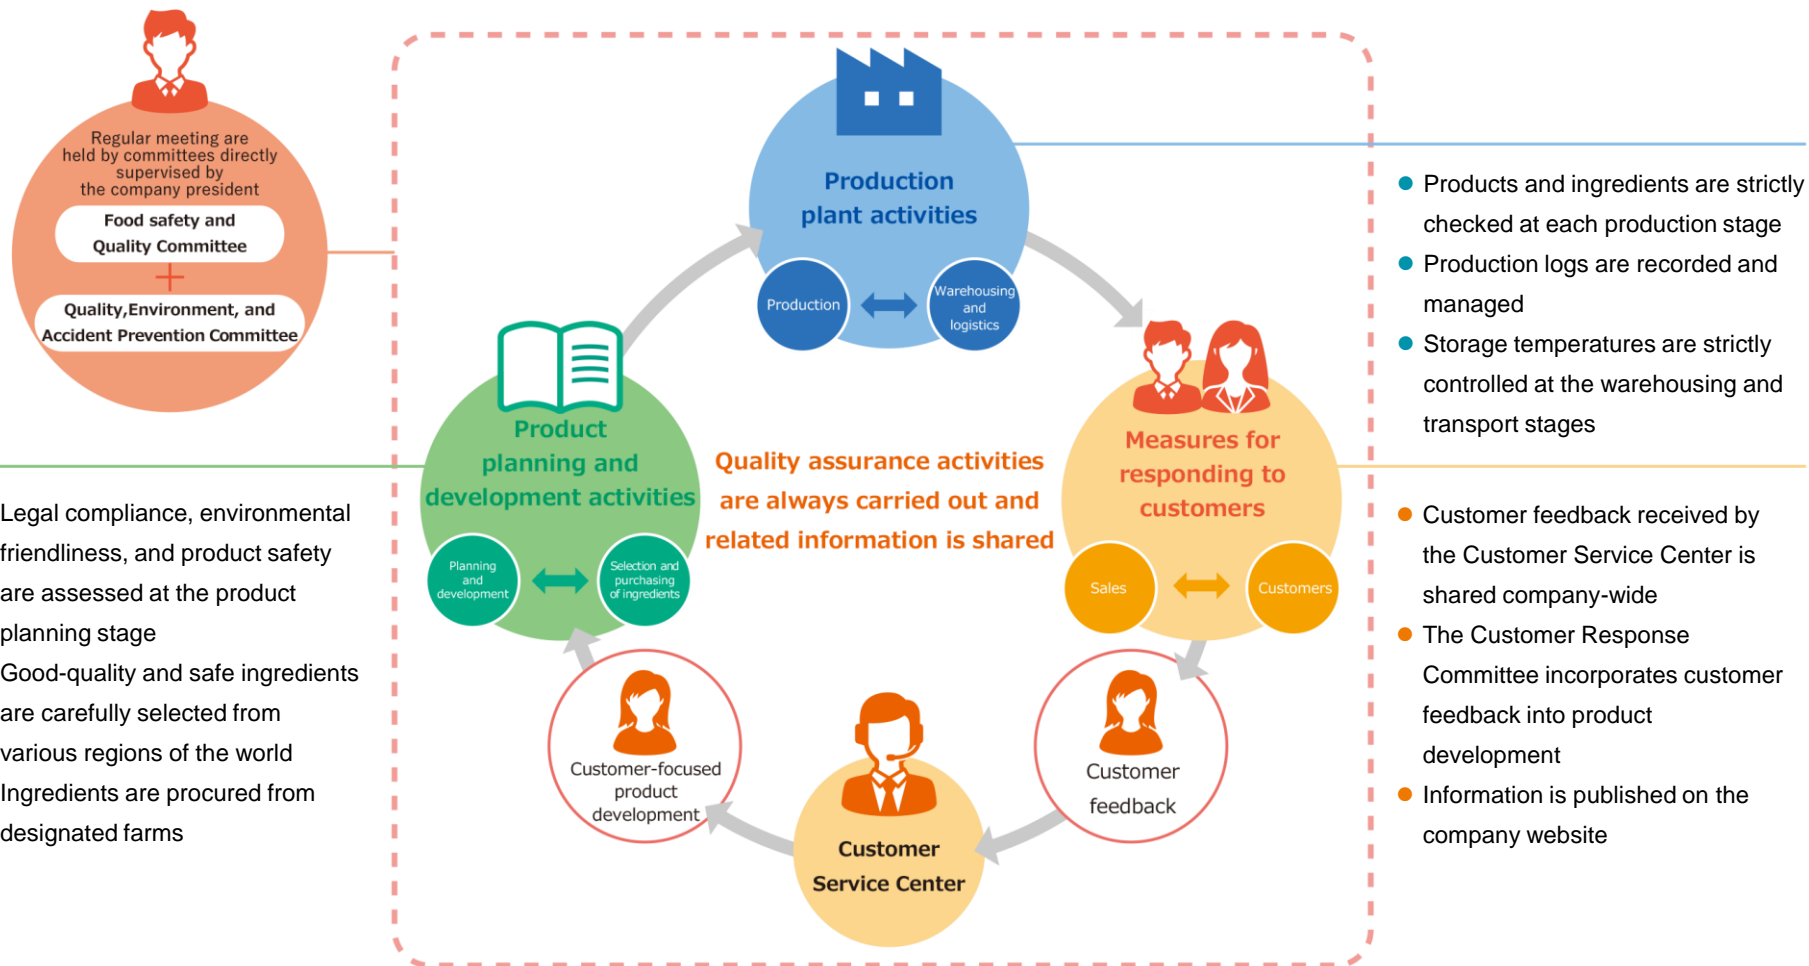 Regular meeting are
held by committees directly
supervised by
the company president
Food safety and
Quality Committee
Quality,Environment, and
Accident Prevention Committee
Production
plant activities
Production
Warehousing
and
logistics
Products and ingredients are strictly
checked at each production stage
Production logs are recorded and
managed
Storage temperatures are strictly
controlled at the warehousing and
transport stages
Product
planning and
development activities
Planning
and
development
Selection and
purchasing
of ingredients
Quality assurance activities
are always carried out and
related information is shared
Measures for
responding to
customers
Sales
Customers
Legal compliance, environmental
friendliness, and product safety
are assessed at the product
planning stage
Good-quality and safe ingredients
are carefully selected from
various regions of the world
Ingredients are procured from
designated farms
Customer feedback received by
the Customer Service Center is
shared company-wide
The Customer Response
Committee incorporates customer
feedback into product
development
Information is published on the
company website
Customer-focused
product
development
Customer
feedback
Customer
Service Center